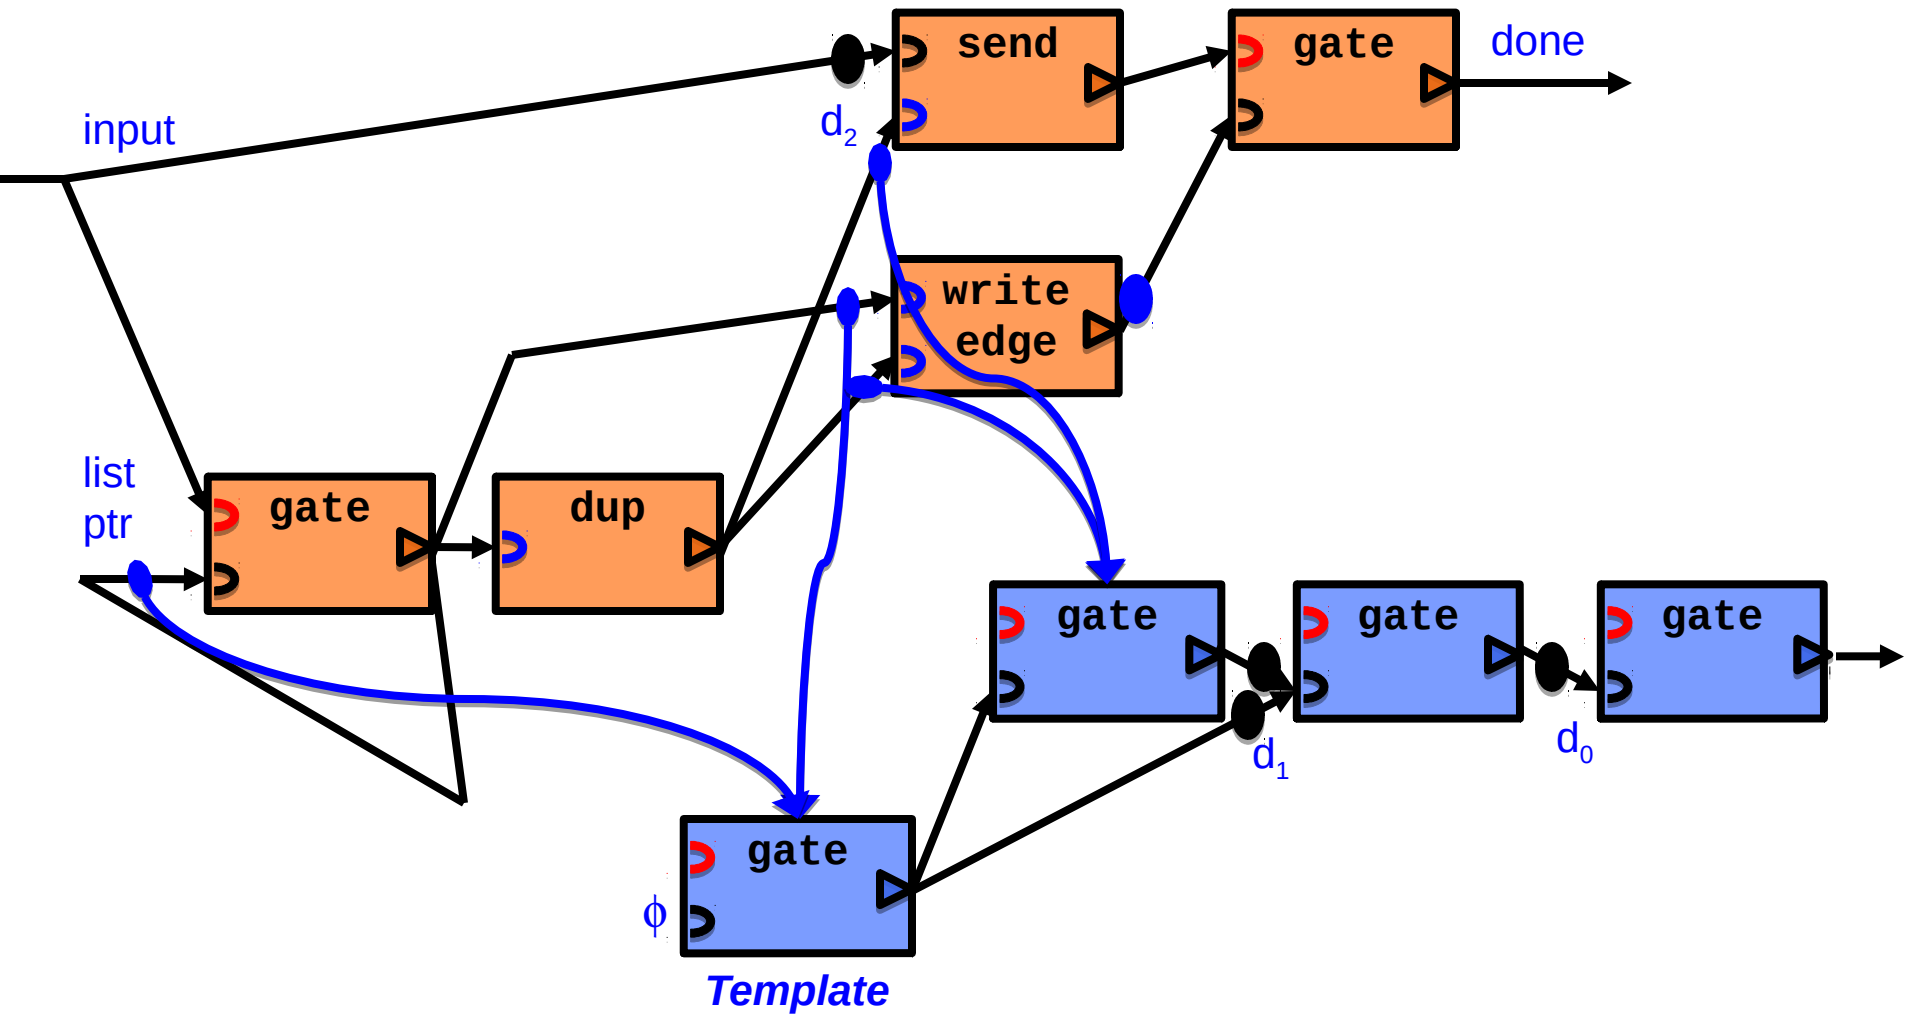 send
gate
done
d2
input
write
edge
list
ptr
gate
dup
gate
gate
gate
d1
d0
gate
ϕ
Template